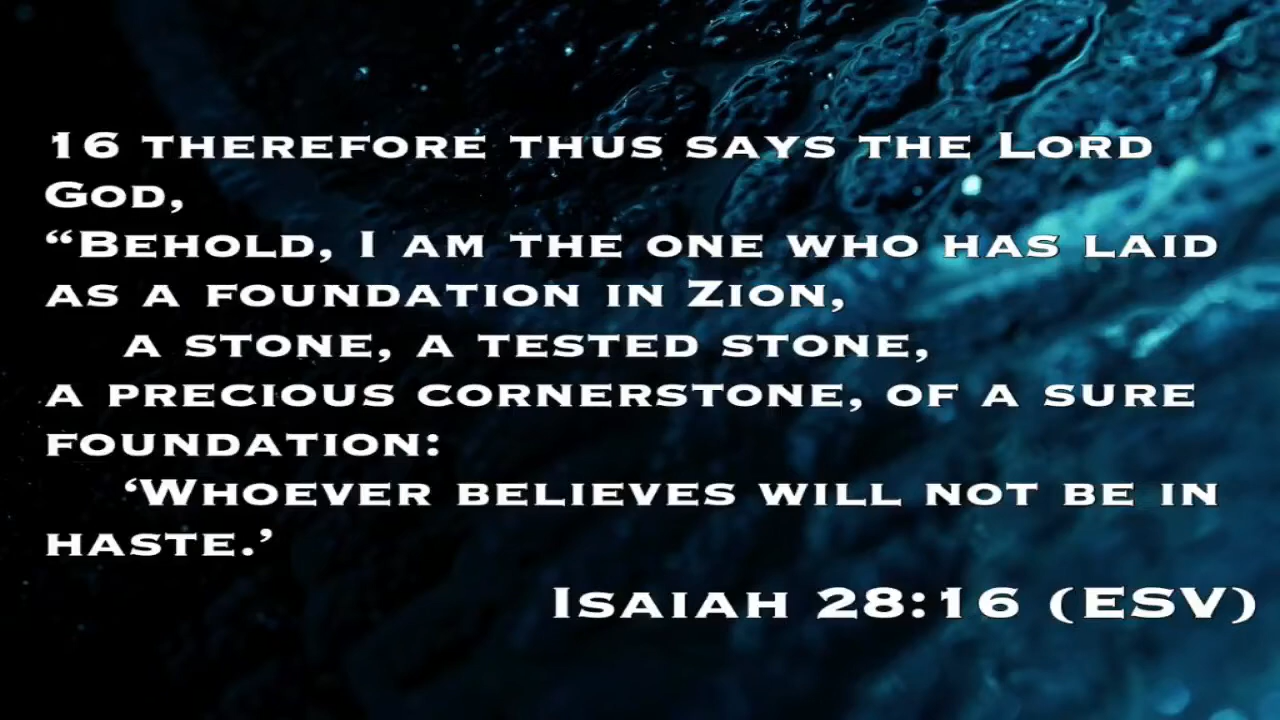 16 therefore thus says the Lord
God,
“Behold, I am the one who has laid
as a foundation in Zion,
a stone, a tested stone,
a precious cornerstone, of a sure
foundation:
‘Whoever believes will not be in
haste.’
Isaiah 28:16 (ESV)